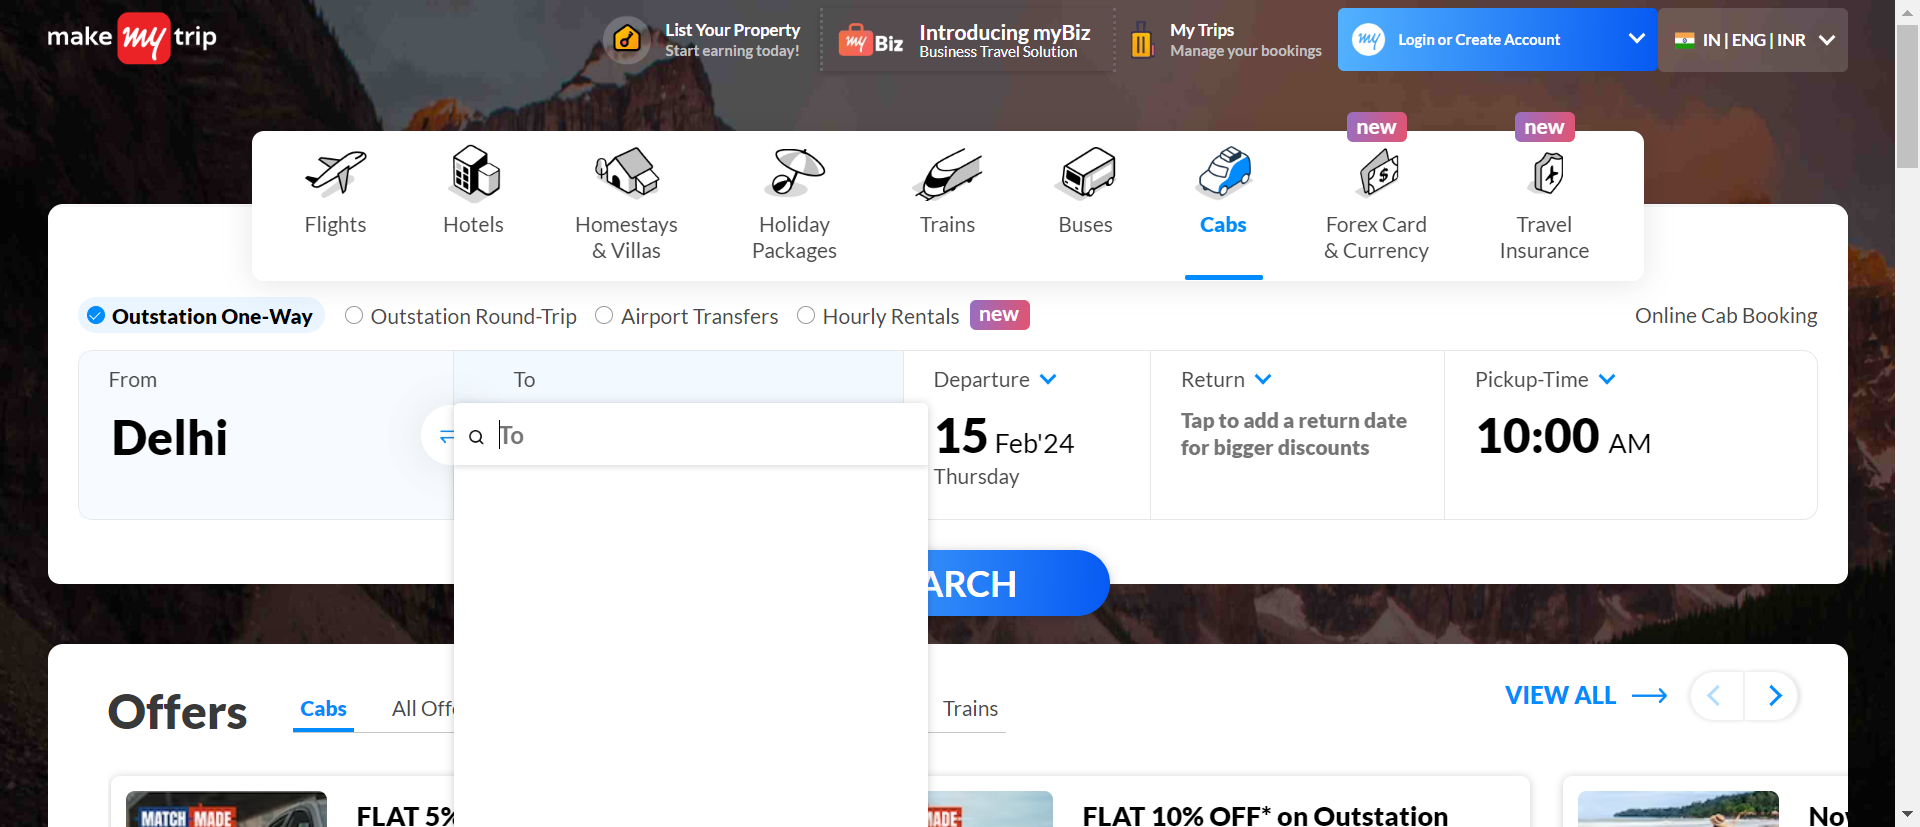 make my trip
List Your Property
Start earning today!
my Biz
Introducing myBiz
Business Travel Solution
My Trips
Manage your bookings
my
Login or Create Account
IN | ENG | INR
new
new
Flights
Hotels
Homestays
& Villas
Holiday
Packages
Trains
Buses
Cabs
Forex Card
& Currency
Travel
Insurance
Outstation One-Way
Outstation Round-Trip
Airport Transfers
Hourly Rentals
new
Online Cab Booking
From
Delhi
To
To
Departure
15 Feb'24
Thursday
Return
Tap to add a return date
for bigger discounts
Pickup-Time
10:00 AM
ARCH
Offers
Cabs
All Offe
Trains
VIEW ALL
MATCH MADE
FLAT 5%
MADE
FLAT 10% OFF* on Outstation
Nov